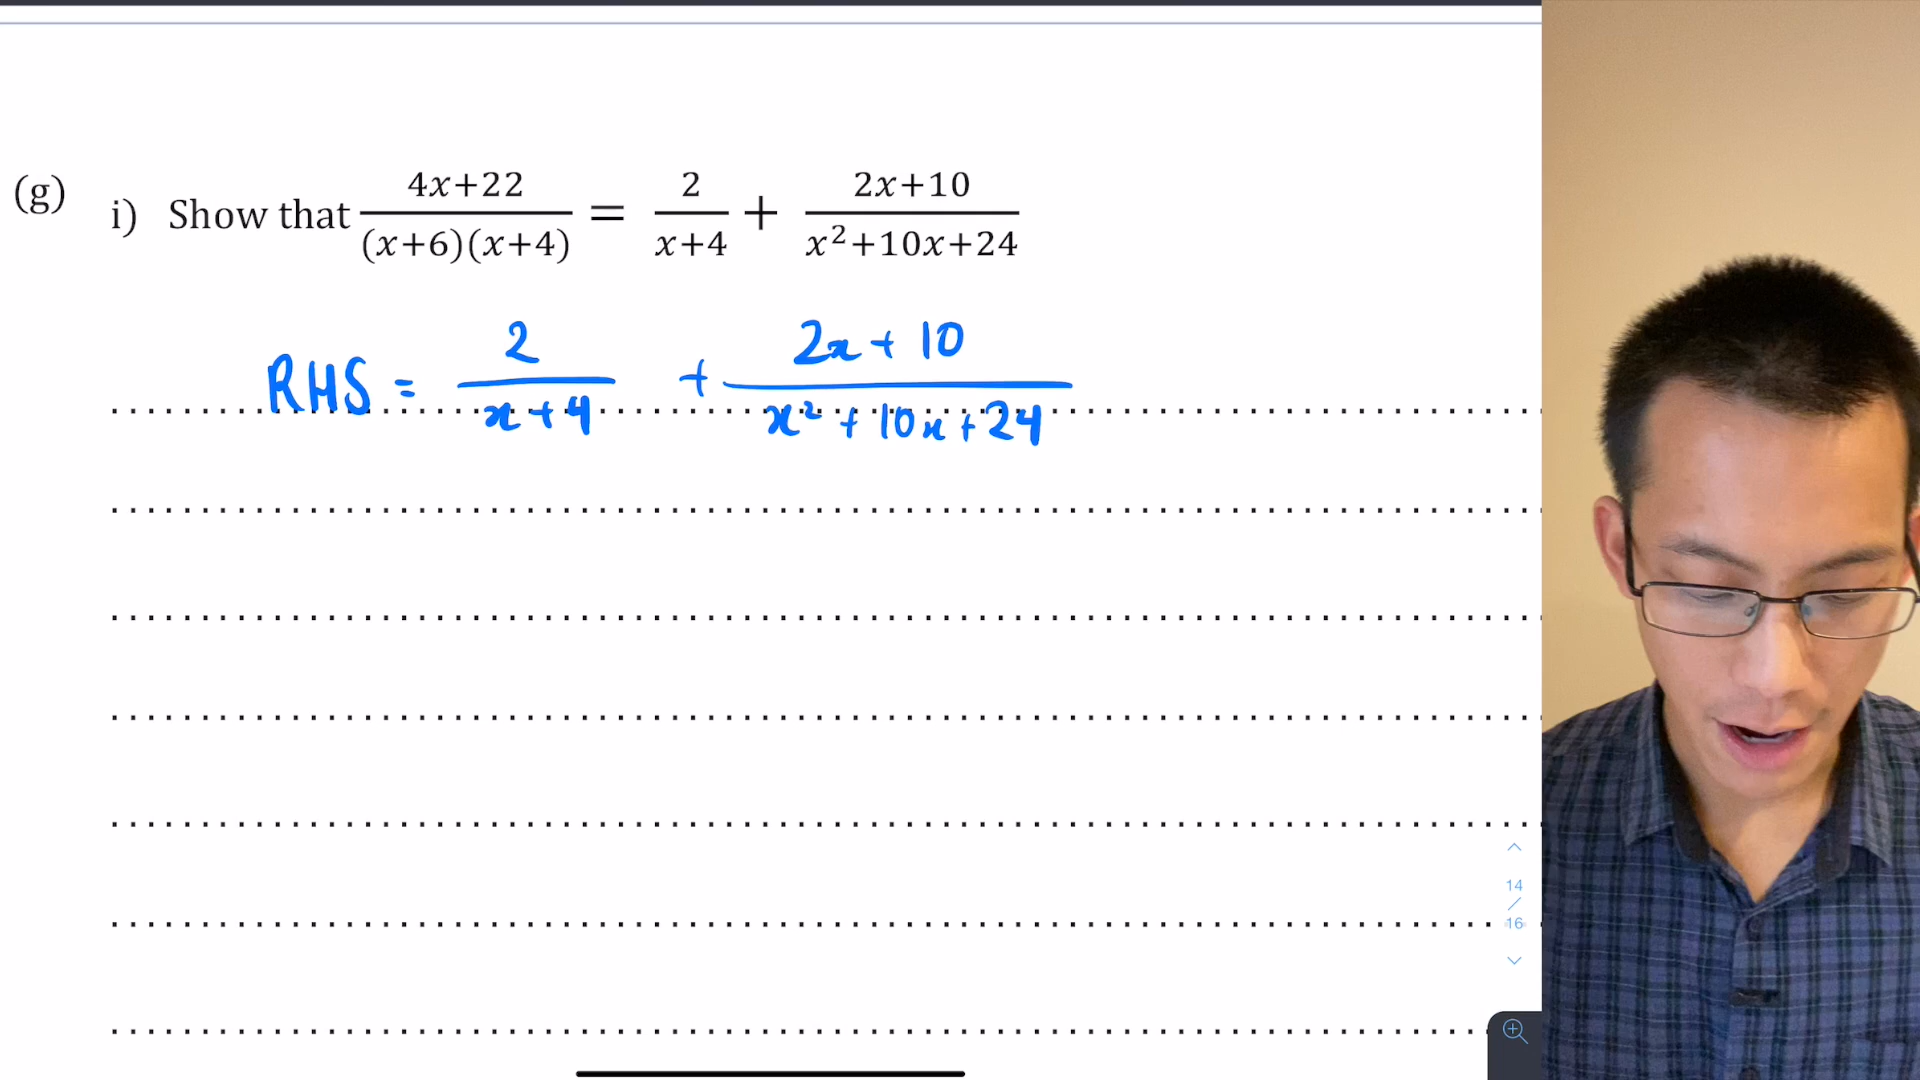 (g) i) Show that (4x+22)/((x+6)(x+4)) = 2/(x+4) + (2x+10)/(x²+10x+24)
RHS = 2/(x+4) + (2x+10)/(x²+10x+24)
14
/
16